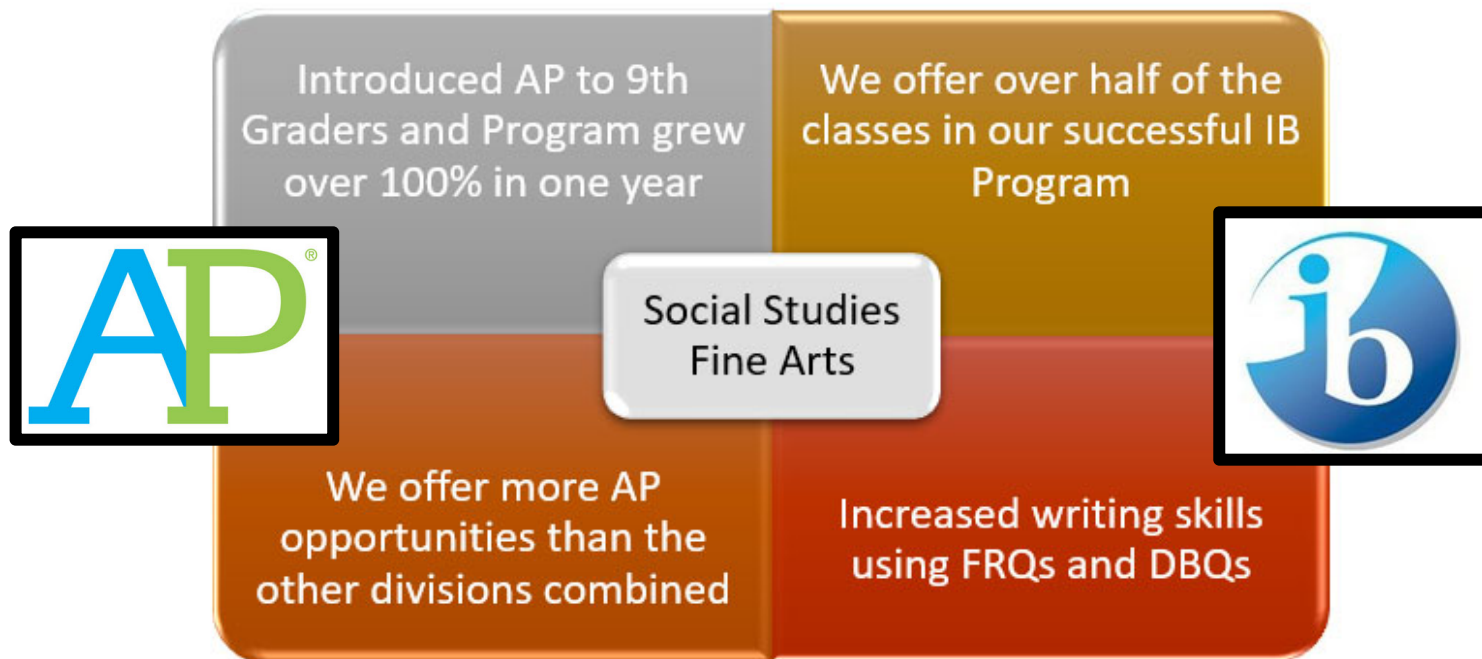 Introduced AP to 9th
Graders and Program grew
over 100% in one year
We offer over half of the
classes in our successful IB
Program
AP®
Social Studies
Fine Arts
ib
We offer more AP
opportunities than the
other divisions combined
Increased writing skills
using FRQs and DBQs